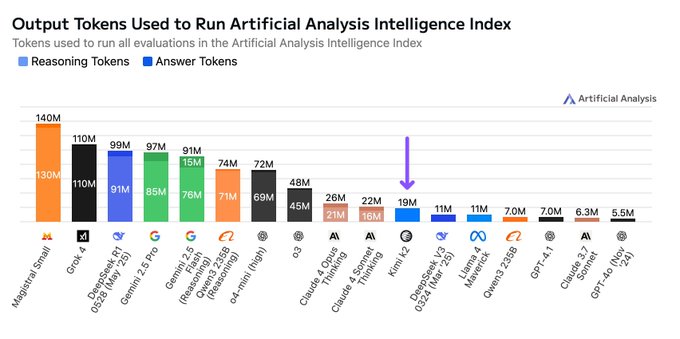 Output Tokens Used to Run Artificial Analysis Intelligence Index
Tokens used to run all evaluations in the Artificial Analysis Intelligence Index
Reasoning Tokens
Answer Tokens
Artificial Analysis
140M
130M
110M
110M
99M
91M
97M
85M
91M
15M
76M
74M
71M
72M
69M
48M
45M
26M
21M
22M
16M
19M
11M
11M
7.0M
7.0M
6.3M
5.5M
Magistral Small
Grok 4
DeepSeek R1
0528 (May '25)
Gemini 2.5 Pro
Gemini 2.5
Flash
(Reasoning)
Qwen3 235B
(Reasoning)
o4-mini (high)
o3
Claude 4 Opus
Thinking
Claude 4 Sonnet
Thinking
Kimi k2
DeepSeek V3
0324 (Mar '25)
Llama 4
Maverick
Qwen3 235B
GPT-4.1
Claude 3.7
Sonnet
GPT-4o (Nov
'24)